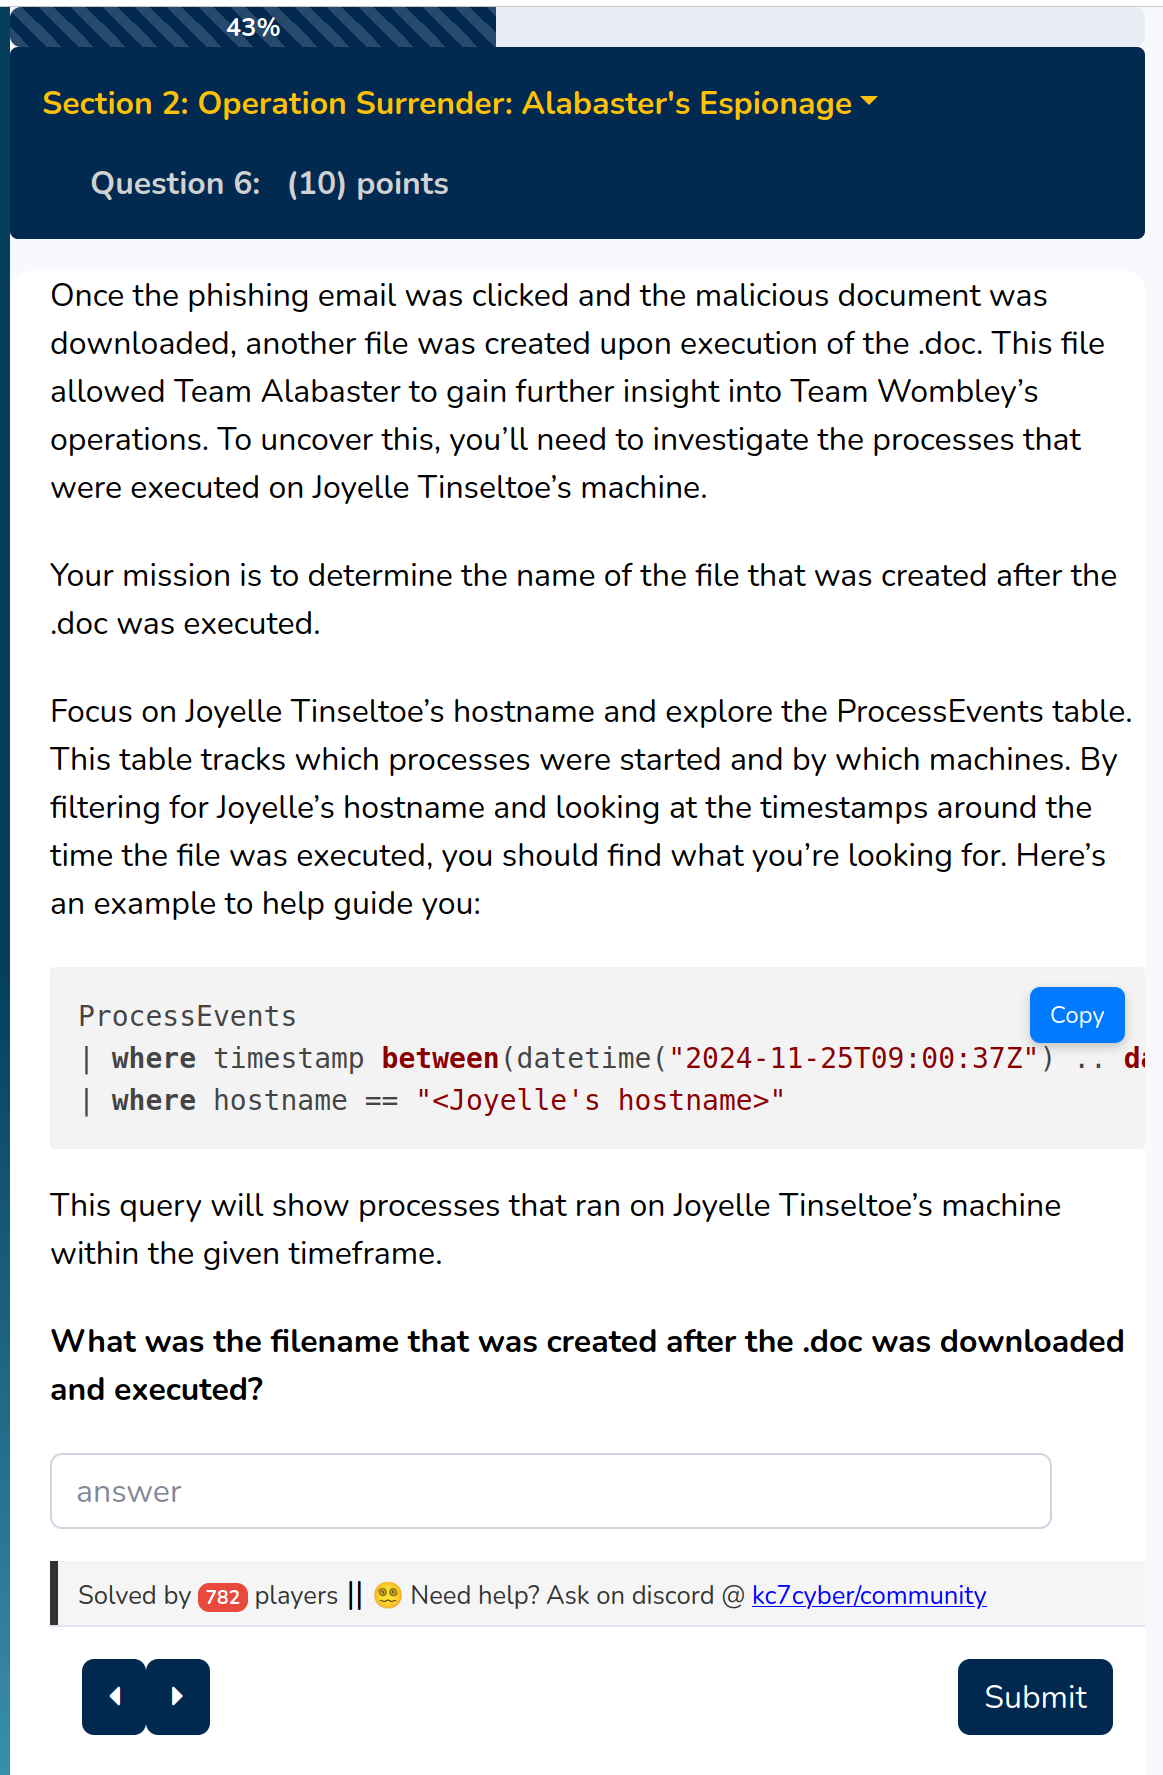 43%
Section 2: Operation Surrender: Alabaster's Espionage
Question 6: (10) points
Once the phishing email was clicked and the malicious document was
downloaded, another file was created upon execution of the .doc. This file
allowed Team Alabaster to gain further insight into Team Wombley’s
operations. To uncover this, you’ll need to investigate the processes that
were executed on Joyelle Tinseltoe’s machine.
Your mission is to determine the name of the file that was created after the
.doc was executed.
Focus on Joyelle Tinseltoe’s hostname and explore the ProcessEvents table.
This table tracks which processes were started and by which machines. By
filtering for Joyelle’s hostname and looking at the timestamps around the
time the file was executed, you should find what you’re looking for. Here’s
an example to help guide you:
ProcessEvents
Copy
| where timestamp between(datetime("2024-11-25T09:00:37Z") .. da
| where hostname == "<Joyelle's hostname>"
This query will show processes that ran on Joyelle Tinseltoe’s machine
within the given timeframe.
What was the filename that was created after the .doc was downloaded
and executed?
answer
Solved by 782 players || 😵‍💫 Need help? Ask on discord @ kc7cyber/community
Submit